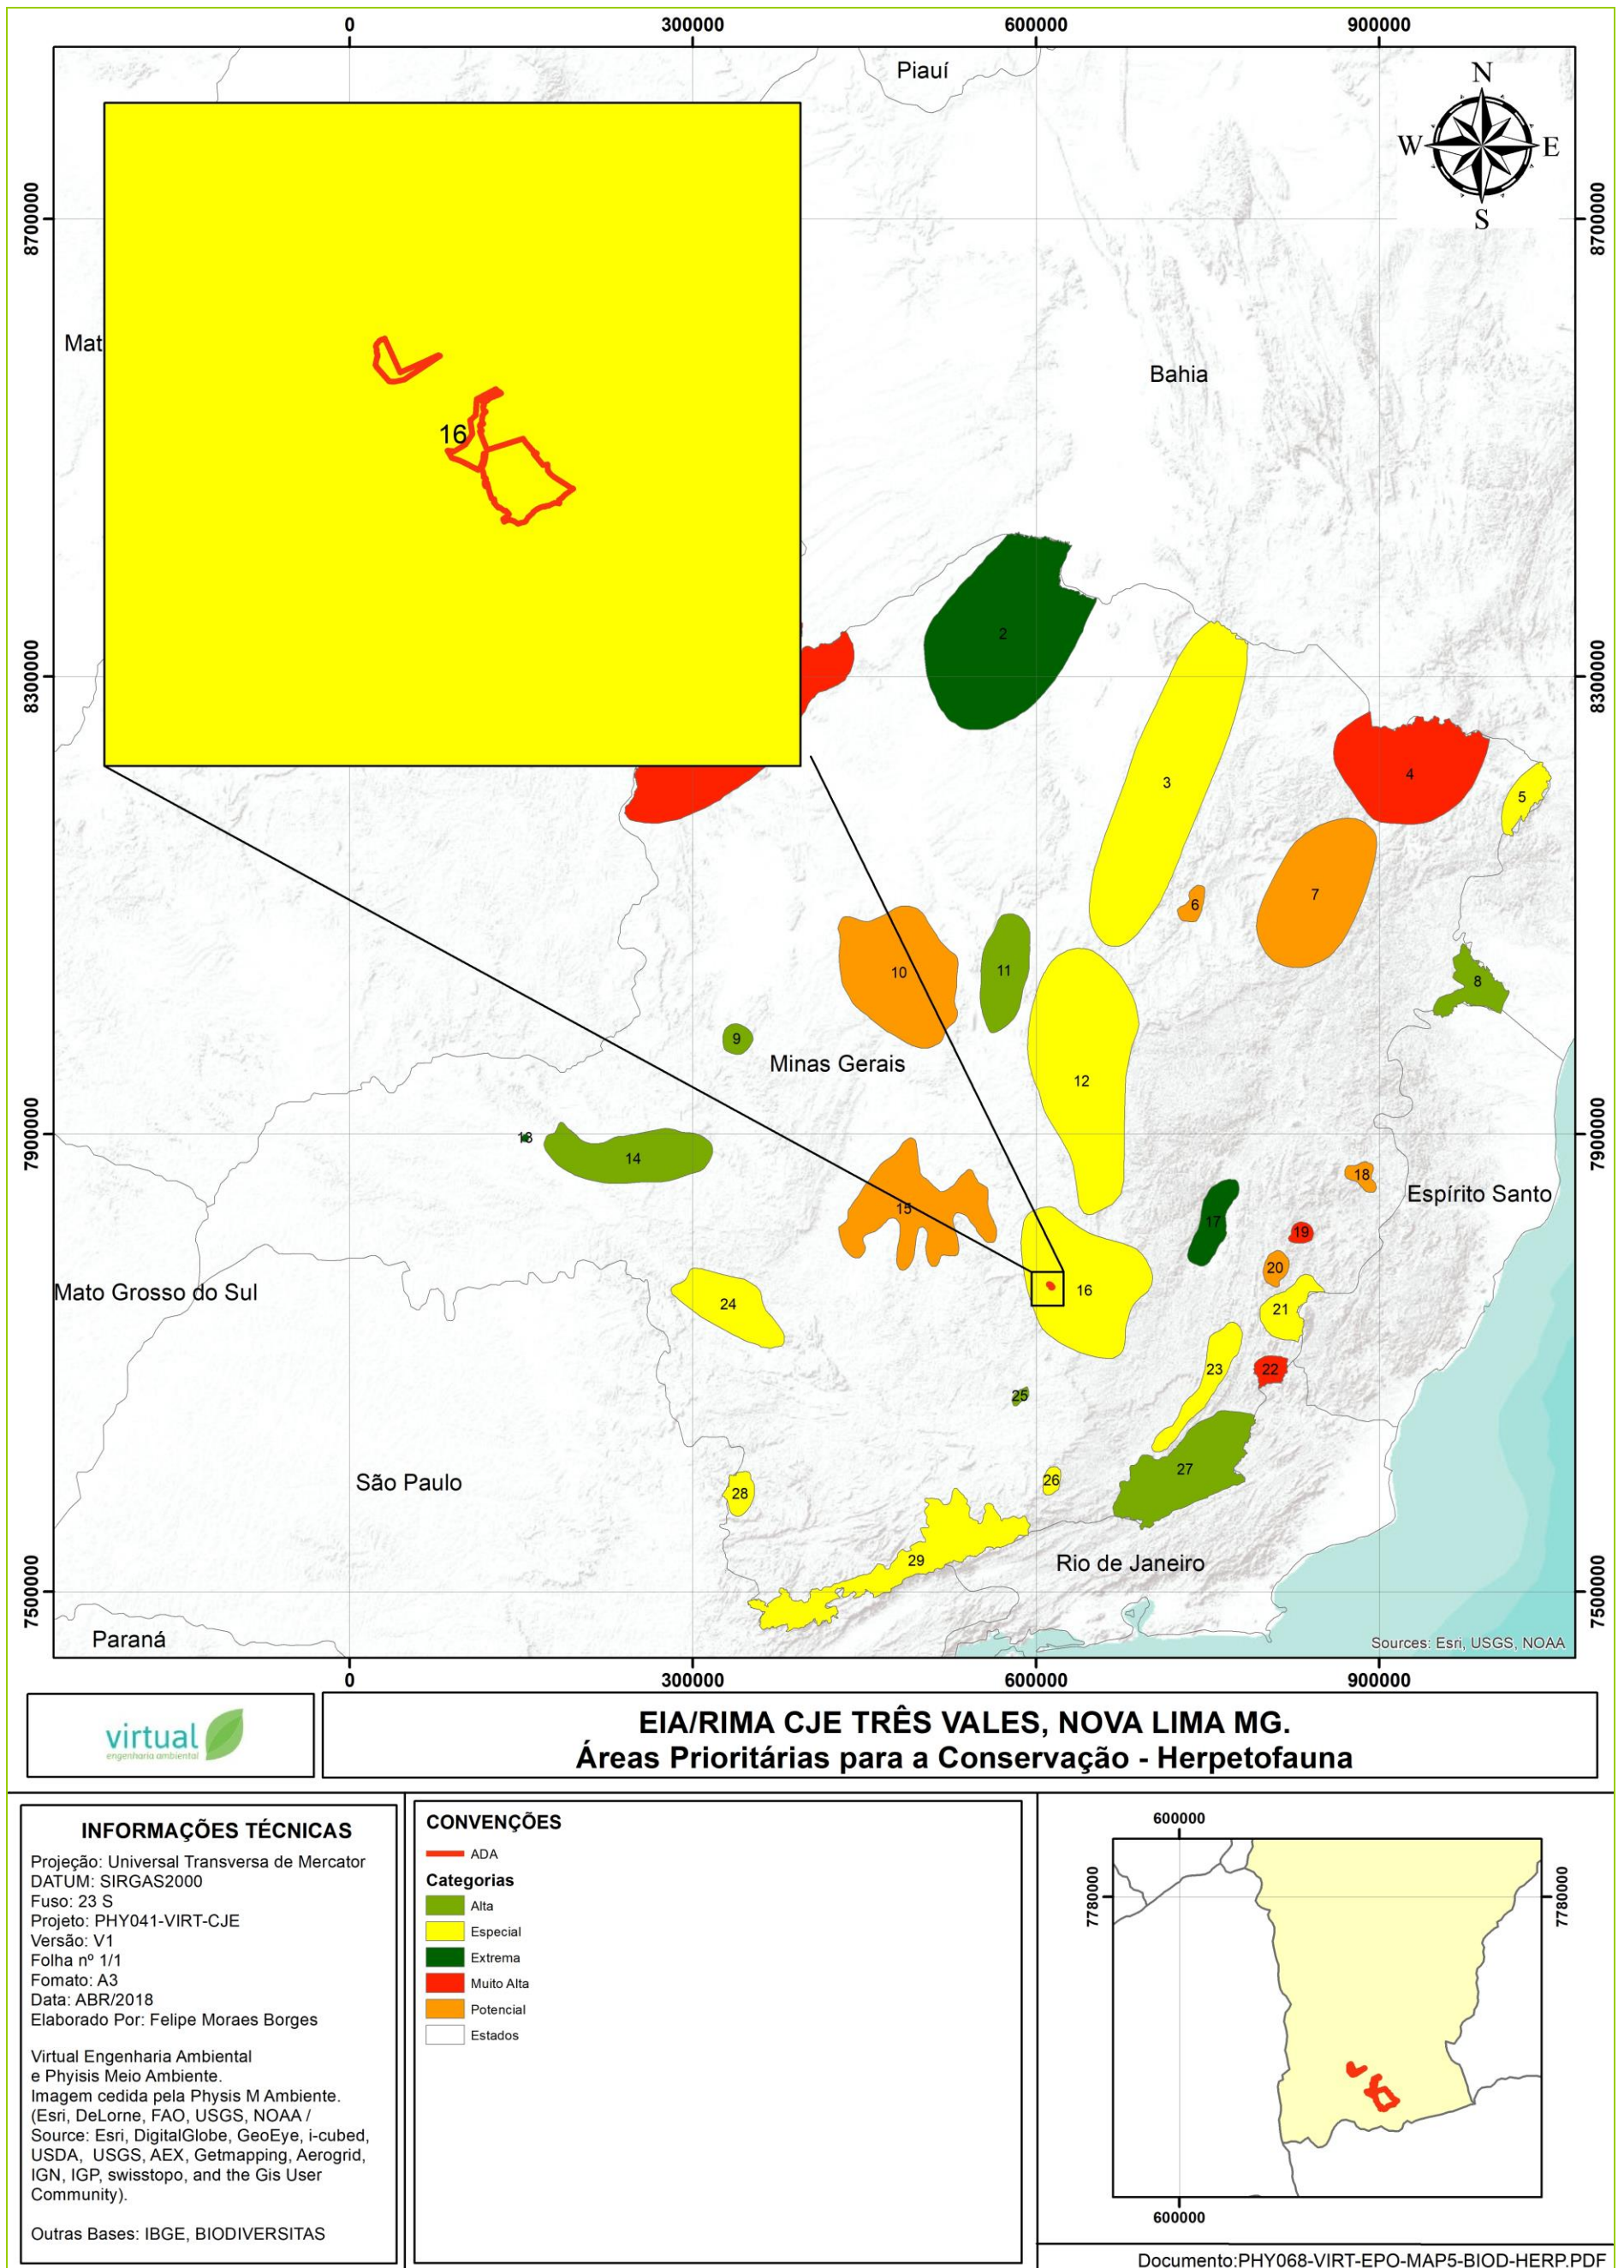 0 300000 600000 900000
Piauí
N
W E
S
8700000 8700000
Mat
Bahia
16
2
8300000 8300000
3
4
5
6
7
8
10
11
9
Minas Gerais
12
7900000 7900000
13
14
15
17
18
Espírito Santo
19
20
Mato Grosso do Sul
24
16
21
23
22
25
27
26
São Paulo
28
29
Rio de Janeiro
7500000 7500000
Paraná
Sources: Esri, USGS, NOAA
0 300000 600000 900000
virtual
engenharia ambiental
EIA/RIMA CJE TRÊS VALES, NOVA LIMA MG.
Áreas Prioritárias para a Conservação - Herpetofauna
INFORMAÇÕES TÉCNICAS
Projeção: Universal Transversa de Mercator
DATUM: SIRGAS2000
Fuso: 23 S
Projeto: PHY041-VIRT-CJE
Versão: V1
Folha nº 1/1
Fomato: A3
Data: ABR/2018
Elaborado Por: Felipe Moraes Borges
Virtual Engenharia Ambiental
e Phyisis Meio Ambiente.
Imagem cedida pela Physis M Ambiente.
(Esri, DeLorne, FAO, USGS, NOAA /
Source: Esri, DigitalGlobe, GeoEye, i-cubed,
USDA, USGS, AEX, Getmapping, Aerogrid,
IGN, IGP, swisstopo, and the Gis User
Community).
Outras Bases: IBGE, BIODIVERSITAS
CONVENÇÕES
ADA
Categorias
Alta
Especial
Extrema
Muito Alta
Potencial
Estados
600000
7780000 7780000
600000
Documento:PHY068-VIRT-EPO-MAP5-BIOD-HERP.PDF